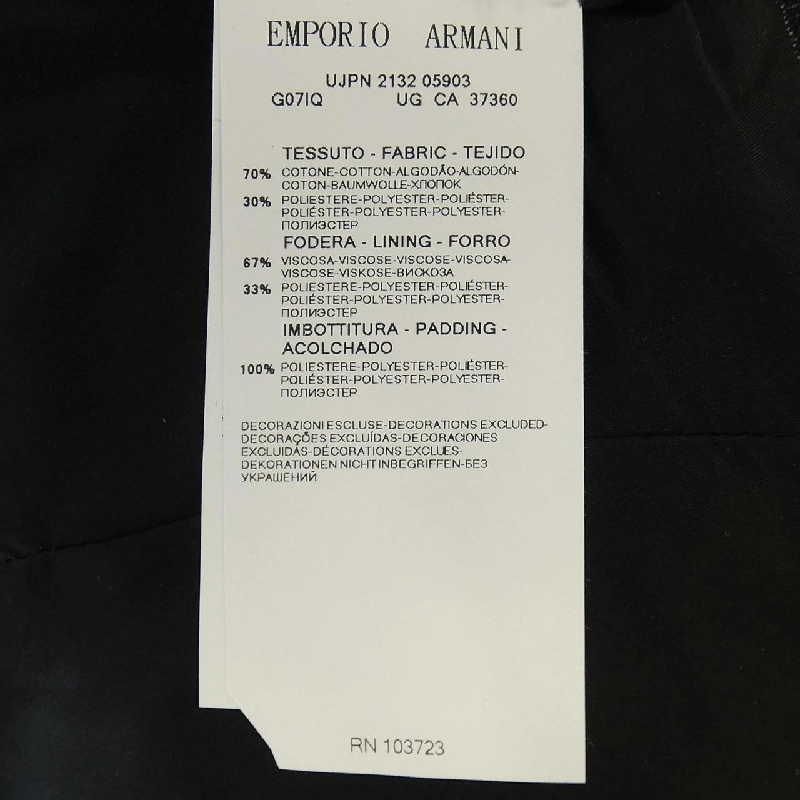 EMPORIO ARMANI
UJPN 2132 05903
G07IQ UG CA 37360
TESSUTO - FABRIC - TEJIDO
70% COTONE-COTTON-ALGODÃO-ALGODÓN-
COTON-BAUMWOLLE-ХЛОПОК
30% POLIESTERE-POLYESTER-POLIÉSTER-
POLIÉSTER-POLYESTER-POLYESTER-
ПОЛИЭСТЕР
FODERA - LINING - FORRO
67% VISCOSA-VISCOSE-VISCOSE-VISCOSA-
VISCOSE-VISKOSE-ВИСКОЗА
33% POLIESTERE-POLYESTER-POLIÉSTER-
POLIÉSTER-POLYESTER-POLYESTER-
ПОЛИЭСТЕР
IMBOTTITURA - PADDING -
ACOLCHADO
100% POLIESTERE-POLYESTER-POLIÉSTER-
POLIÉSTER-POLYESTER-POLYESTER-
ПОЛИЭСТЕР
DECORAZIONI ESCLUSE-DECORATIONS EXCLUDED-
DECORAÇÕES EXCLUÍDAS-DECORACIONES
EXCLUIDAS-DÉCORATIONS EXCLUES-
DEKORATIONEN NICHT INBEGRIFFEN-БЕЗ
УКРАШЕНИЙ
RN 103723